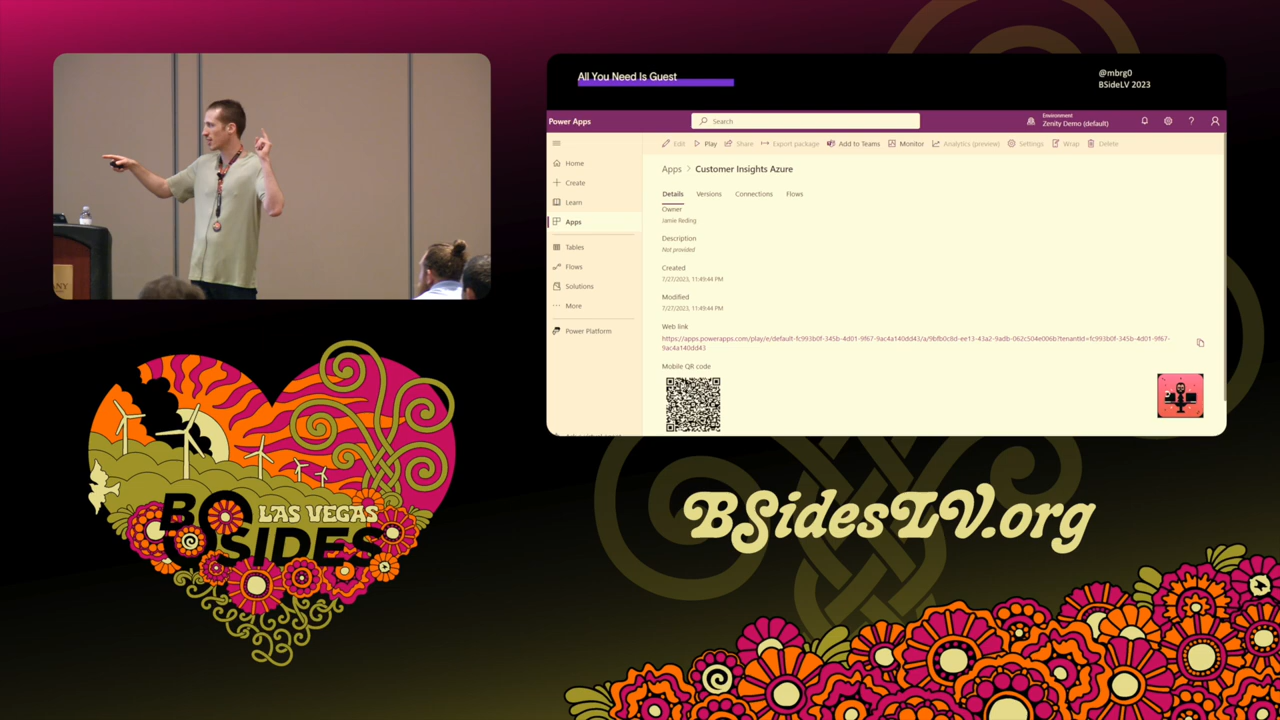 All You Need Is Guest
@mbrg0
BSideLV 2023
Power Apps
Search
Environment
Zenity Demo (default)
Edit
Play
Share
Export package
Add to Teams
Monitor
Analytics (preview)
Settings
Wrap
Delete
Home
Create
Learn
Apps
Tables
Flows
Solutions
More
Power Platform
Apps > Customer Insights Azure
Details
Versions
Connections
Flows
Owner
Jamie Reding
Description
Not provided
Created
7/27/2023, 11:49:44 PM
Modified
7/27/2023, 11:49:44 PM
Web link
https://apps.powerapps.com/play/e/default-fc993b0f-345b-4d01-9f67-9ac4a140dd43/a/9bfb0c8d-ee13-43a2-9adb-062c504e006b?tenantId=fc993b0f-345b-4d01-9f67-
9ac4a140dd43
Mobile QR code
LAS VEGAS
BSIDES
BSidesLV.org